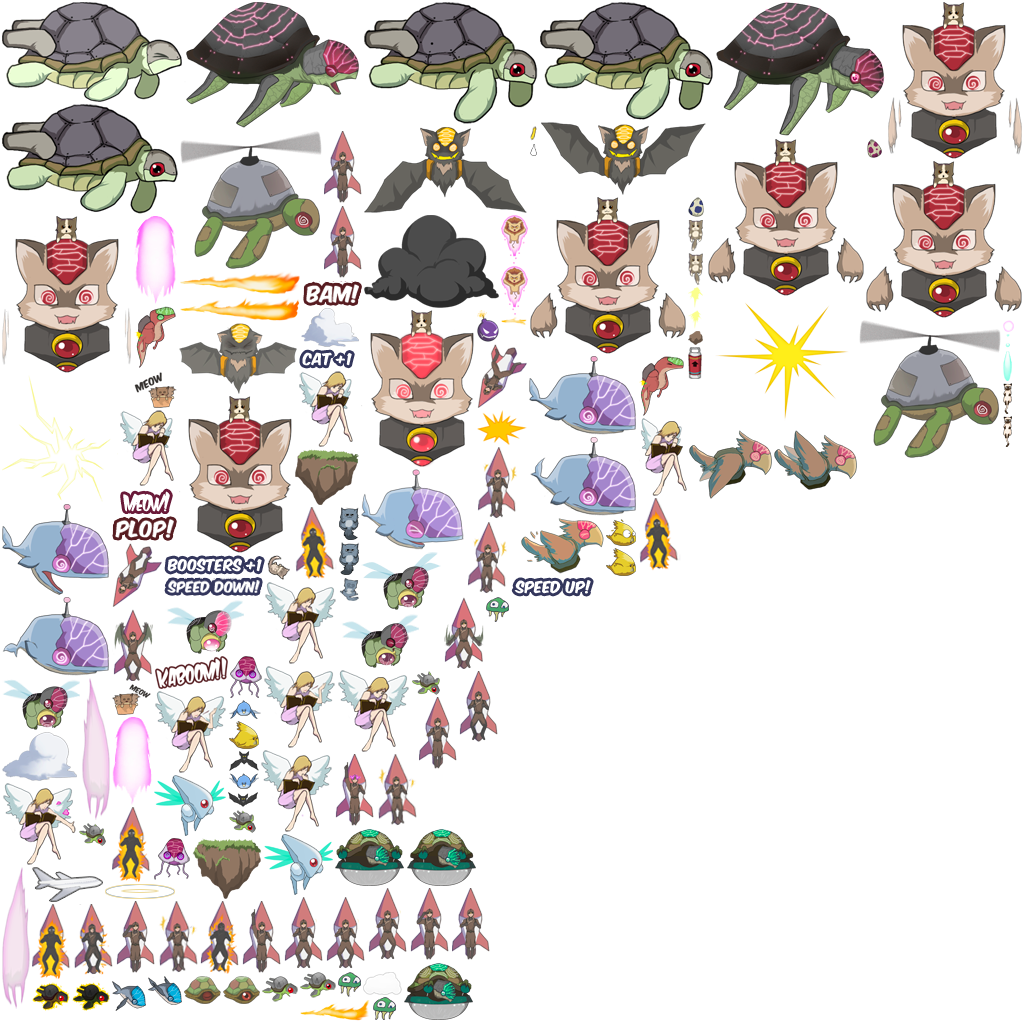 BAM!
CAT +1
MEOW
MEOW!
PLOP!
BOOSTERS +1
SPEED DOWN!
SPEED UP!
KABOOM!!
MEOW